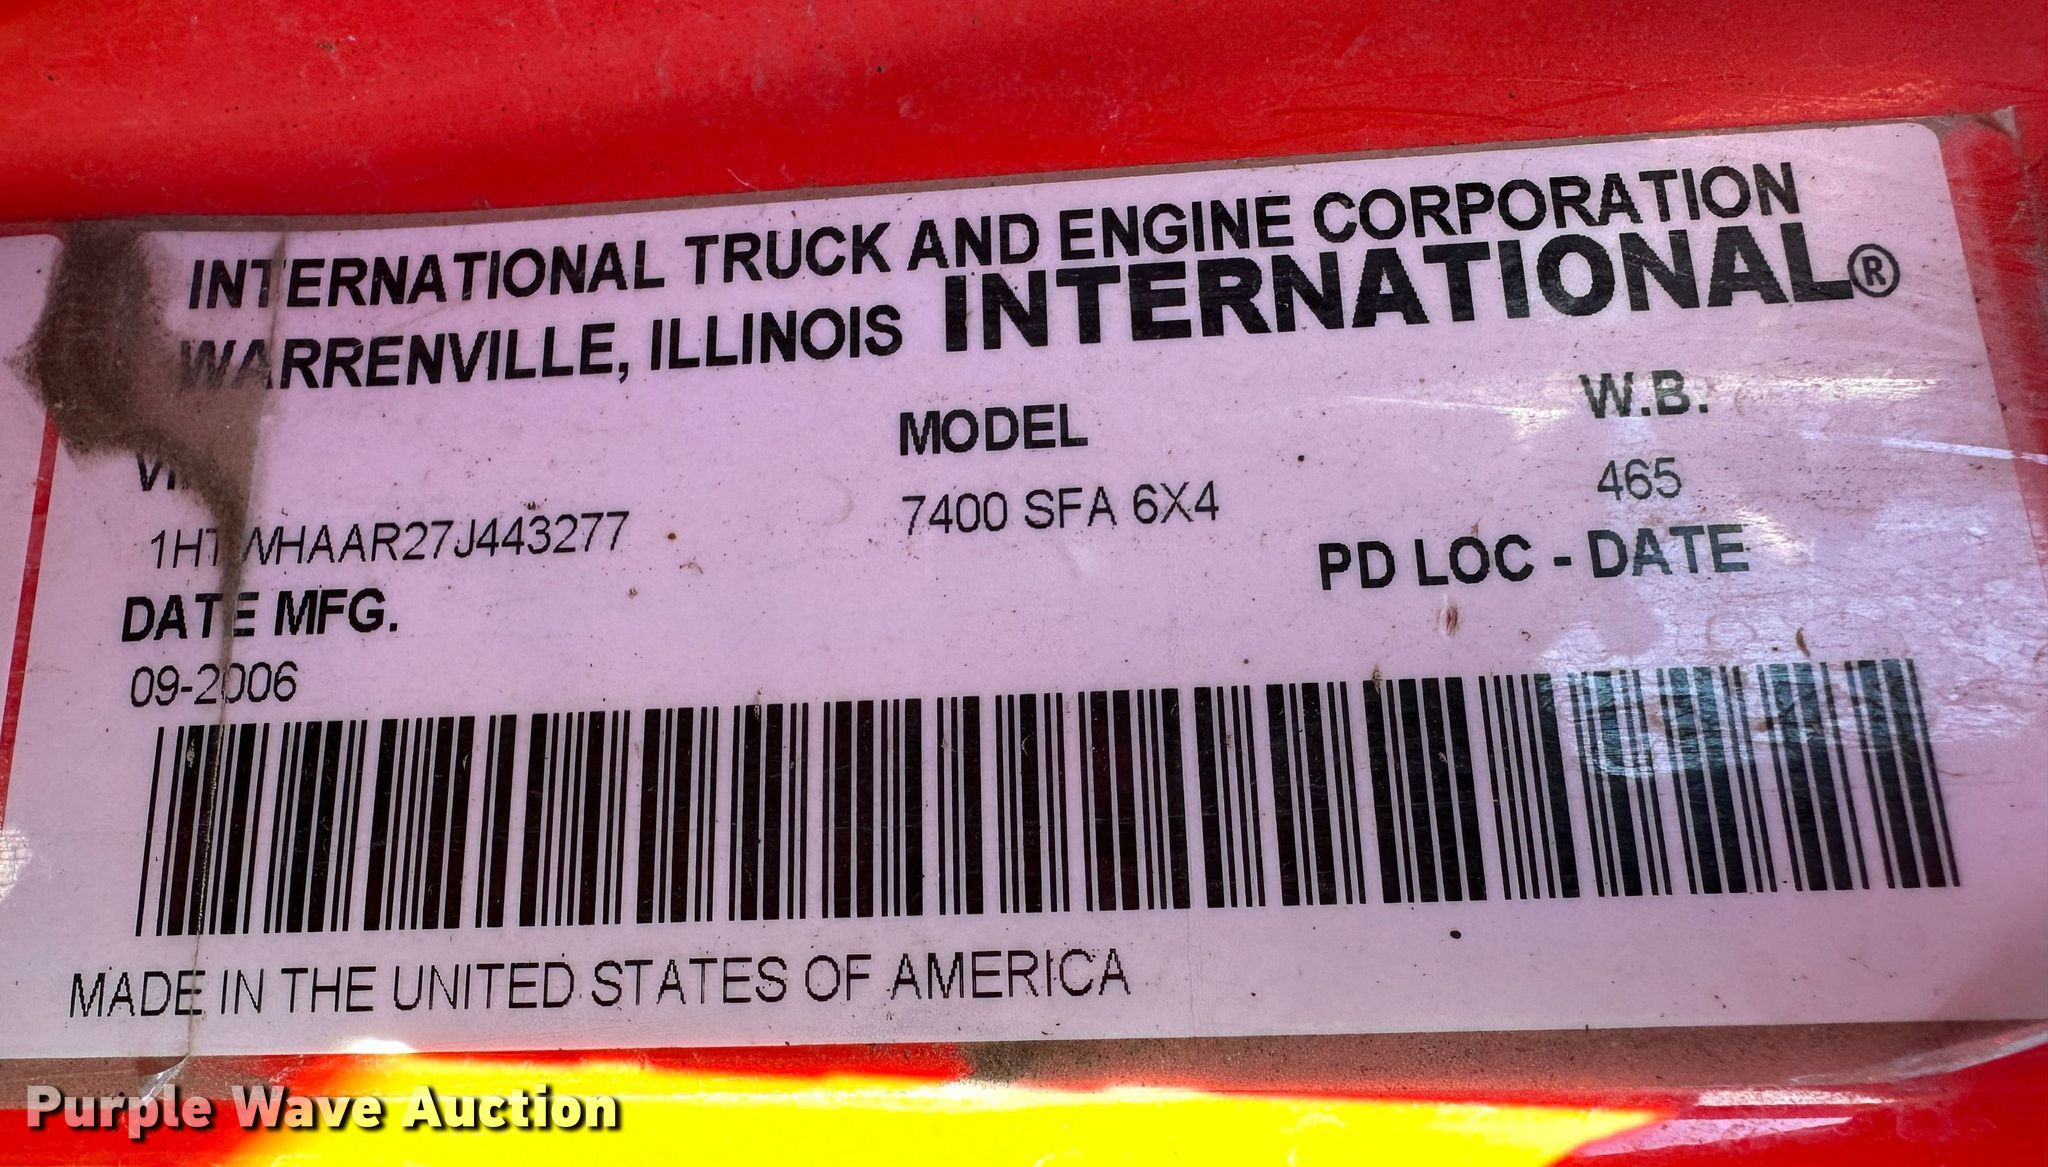 INTERNATIONAL TRUCK AND ENGINE CORPORATION
WARRENVILLE, ILLINOIS INTERNATIONAL®
MODEL W.B.
1HTWHAAR27J443277 7400 SFA 6X4 465
DATE MFG. PD LOC - DATE
09-2006
MADE IN THE UNITED STATES OF AMERICA
Purple Wave Auction